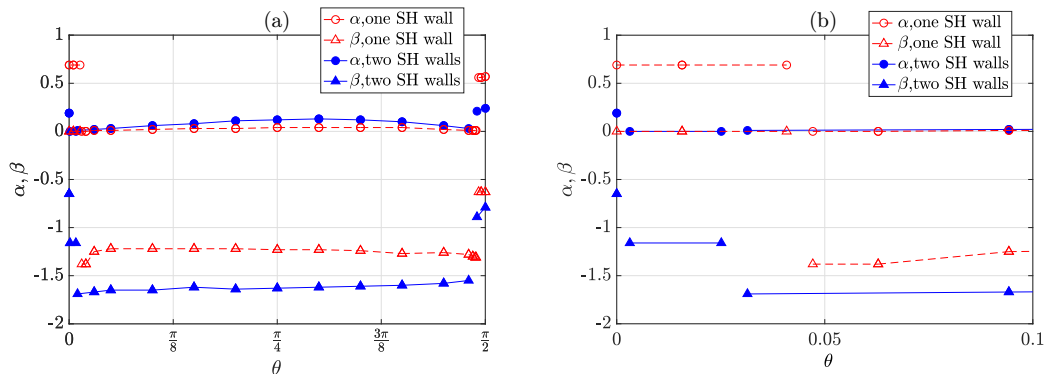 (a)
α,one SH wall
β,one SH wall
α,two SH walls
β,two SH walls
1
0.5
0
-0.5
-1
-1.5
-2
α, β
0
π/8
π/4
3π/8
π/2
θ
(b)
α,one SH wall
β,one SH wall
α,two SH walls
β,two SH walls
1
0.5
0
-0.5
-1
-1.5
-2
α, β
0
0.05
0.1
θ